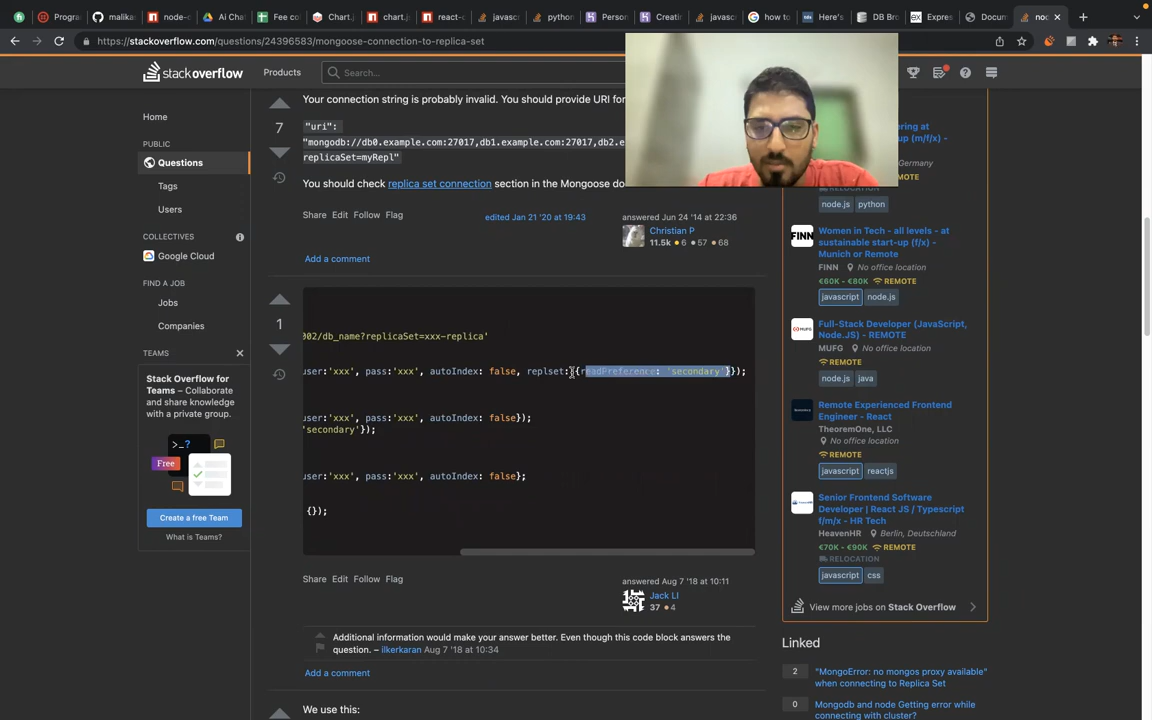 Progra
malika
node-d
Ai Cha
Fee co
Chart.j
chart.j
react-c
javasc
python
Person
Creatin
javasc
how to
Here's
DB Bro
Expres
Docum
noc
https://stackoverflow.com/questions/24396583/mongoose-connection-to-replica-set
stack overflow
Products
Search...
Home
PUBLIC
Questions
Tags
Users
COLLECTIVES
Google Cloud
FIND A JOB
Jobs
Companies
TEAMS
Stack Overflow for
Teams – Collaborate
and share knowledge
with a private group.
Free
Create a free Team
What is Teams?
Your connection string is probably invalid. You should provide URI for
7
"uri":
"mongodb://db0.example.com:27017,db1.example.com:27017,db2.e
replicaSet=myRepl"
You should check replica set connection section in the Mongoose do
Share Edit Follow Flag
edited Jan 21 '20 at 19:43
answered Jun 24 '14 at 22:36
Christian P
11.5k 6 57 68
Add a comment
1
002/db_name?replicaSet=xxx-replica'
user:'xxx', pass:'xxx', autoIndex: false, replset:{readPreference: 'secondary'}});
user:'xxx', pass:'xxx', autoIndex: false});
'secondary'});
user:'xxx', pass:'xxx', autoIndex: false};
{});
Share Edit Follow Flag
answered Aug 7 '18 at 10:11
Jack LI
37 4
Additional information would make your answer better. Even though this code block answers the
question. – ilkerkaran Aug 7 '18 at 10:34
Add a comment
We use this:
ering at
(m/f/x)
Germany
RELOCATION
node.js python
FINN
Women in Tech - all levels - at
sustainable start-up (f/x) -
Munich or Remote
FINN No office location
€60K - €80K REMOTE
javascript node.js
MUFG
Full-Stack Developer (JavaScript,
Node.JS) - REMOTE
MUFG No office location
REMOTE
node.js java
Remote Experienced Frontend
Engineer - React
TheoremOne, LLC
No office location
REMOTE
javascript reactjs
Senior Frontend Software
Developer | React JS / Typescript
f/m/x - HR Tech
HeavenHR Berlin, Deutschland
€70K - €90K REMOTE
RELOCATION
javascript css
View more jobs on Stack Overflow
Linked
2 "MongoError: no mongos proxy available"
when connecting to Replica Set
0 Mongodb and node Getting error while
connecting with cluster?